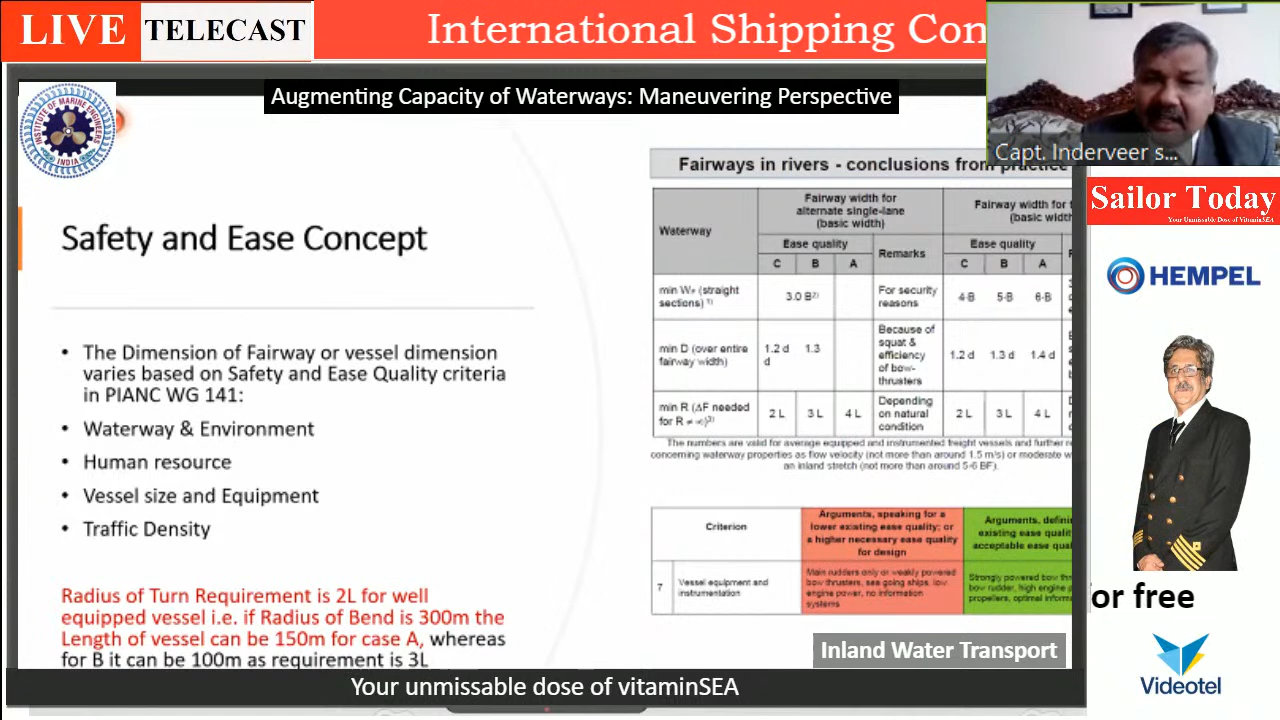 LIVE TELECAST
International Shipping Con
Augmenting Capacity of Waterways: Maneuvering Perspective
INSTITUTE OF MARINE ENGINEERS
INDIA
Capt. Inderveer s...
Safety and Ease Concept
• The Dimension of Fairway or vessel dimension
varies based on Safety and Ease Quality criteria
in PIANC WG 141:
• Waterway & Environment
• Human resource
• Vessel size and Equipment
• Traffic Density
Radius of Turn Requirement is 2L for well
equipped vessel i.e. if Radius of Bend is 300m the
Length of vessel can be 150m for case A, whereas
for B it can be 100m as requirement is 3L
Fairways in rivers - conclusions from practice
Waterway
Fairway width for
alternate single-lane
(basic width)
Fairway width for
(basic width
Ease quality
Remarks
Ease quality
C B A
C B A
min W (straight
sections) 1)
3.0 B2)
For security
reasons
4-B 5-B 6-B
min D (over entire
fairway width)
1.2 d
d
1.3
Because of
squat &
efficiency
of bow-
thrusters
1.2 d 1.3 d 1.4 d
min R (ΔF needed
for R ≠ ∞)
2 L 3 L 4 L
Depending
on natural
condition
2 L 3 L 4 L
The numbers are valid for average equipped and instrumented freight vessels and further
concerning waterway properties as flow velocity (not more than around 1.5 m/s) or moderate
an inland stretch (not more than around 5-6 BF).
Criterion
Arguments, speaking for a
lower existing ease quality; or
a higher necessary ease quality
for design
Arguments, defini
existing ease qualit
acceptable ease qua
7
Vessel equipment and
instrumentation
Main rudders only or weakly powered
bow thrusters, sea going ships, low
engine power, no information
systems
Strongly powered bow thr
bow rudder, high engine p
propellers, optimal inform
Inland Water Transport
Your unmissable dose of vitaminSEA
Sailor Today
Your Unmissable Dose of VitaminSEA
HEMPEL
or free
Videotel